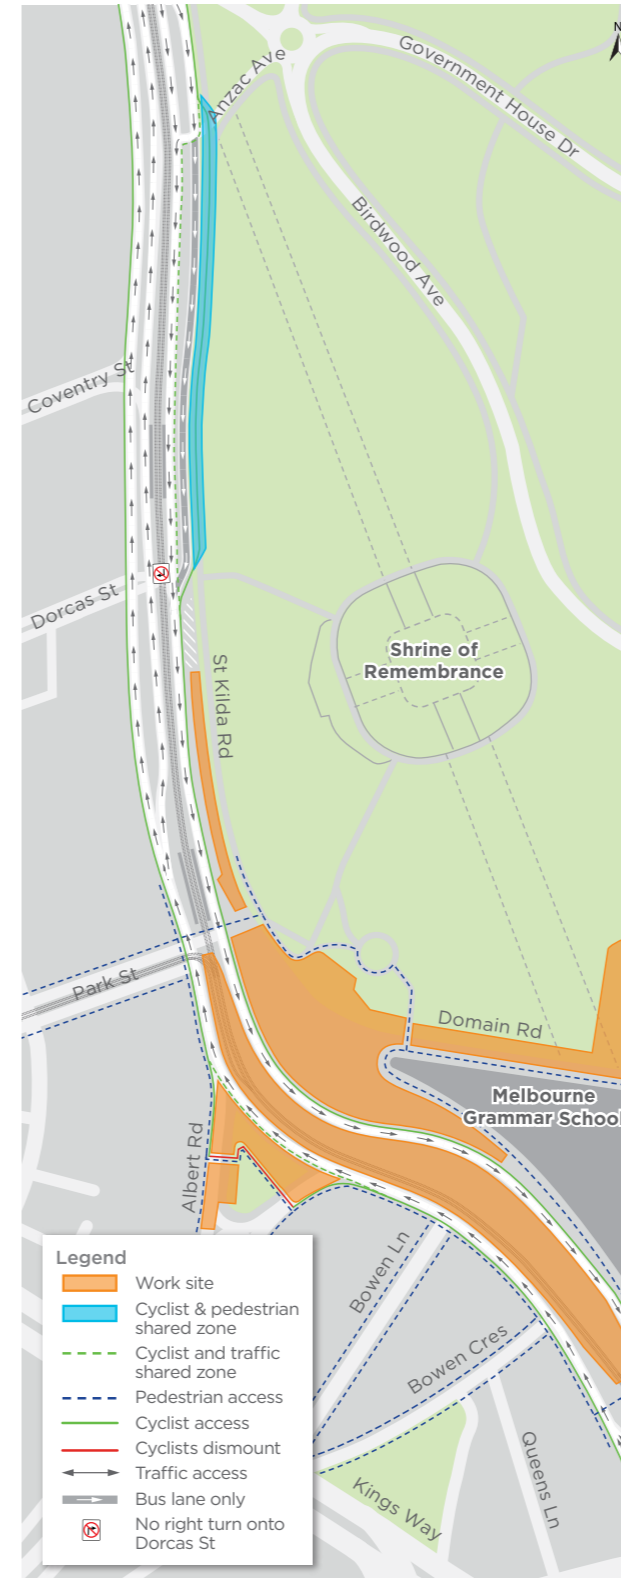 N
Anzac Ave
Government House Dr
Birdwood Ave
Coventry St
Dorcas St
Shrine of
Remembrance
St Kilda Rd
Park St
Domain Rd
Melbourne
Grammar School
Albert Rd
Bowen Ln
Bowen Cres
Queens Ln
Kings Way
Legend
Work site
Cyclist & pedestrian
shared zone
Cyclist and traffic
shared zone
Pedestrian access
Cyclist access
Cyclists dismount
Traffic access
Bus lane only
No right turn onto
Dorcas St